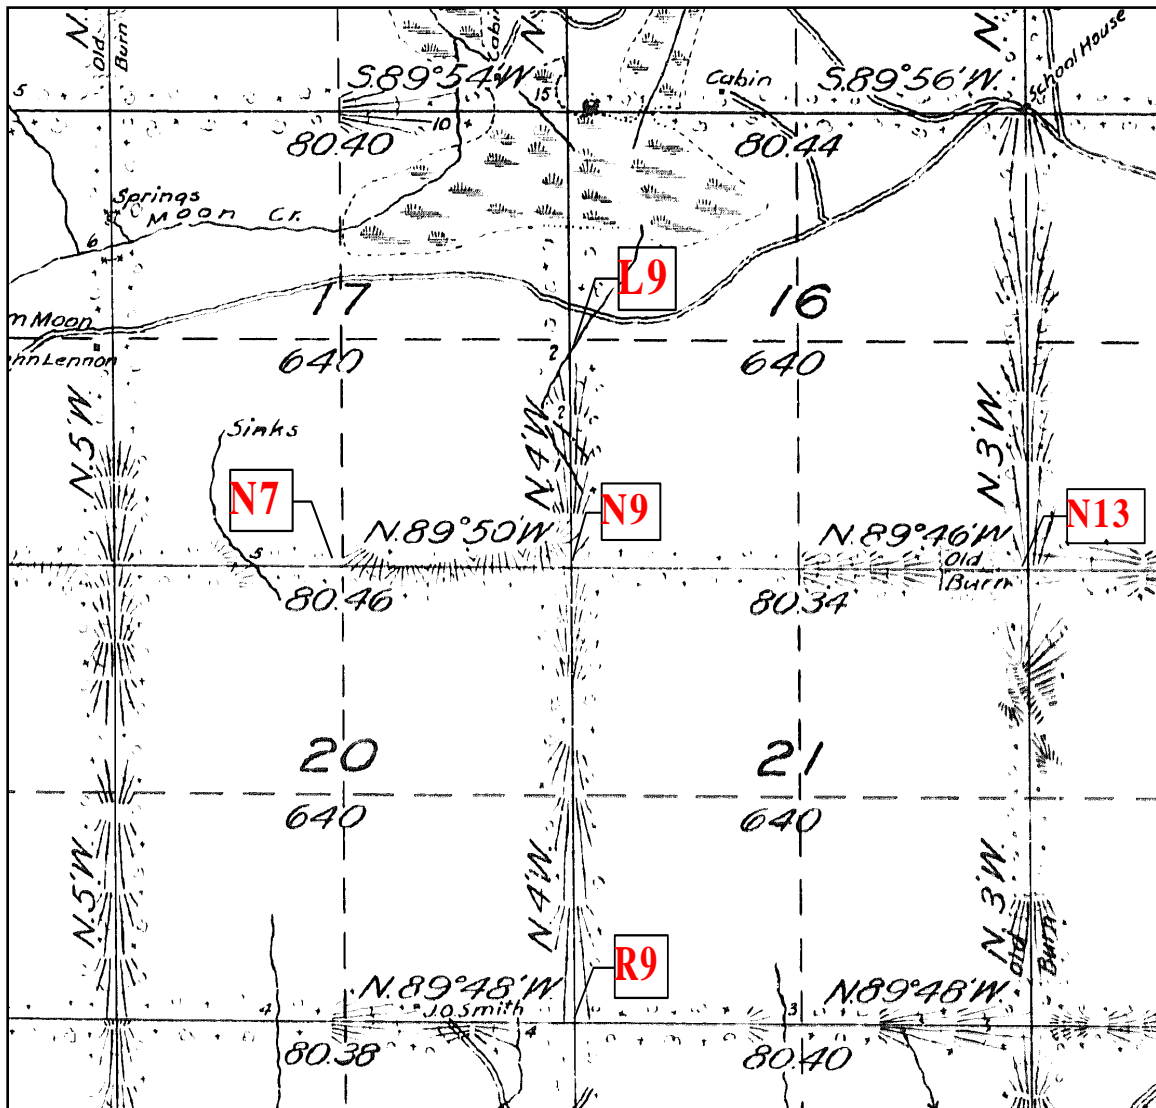 N.
Old
Burn
Cabin
N.
N.
School House
5
S.89°54'W.
15
Cabin
S.89°56'W.
10
80.40
80.44
Springs
Moon Cr.
6
L9
17
16
m Moon
hn Lennon
640
2
640
N.5'W.
N.4'W.
2
N.3'W.
Sinks
N7
N9
N13
N.89°50'W.
N.89°46'W.
5
Old
Burn
80.46
80.34
20
21
640
640
N.5'W.
N.4'W.
N.3'W.
Old Burn
R9
N.89°48'W.
N.89°48'W.
4
J.O.Smith
4
3
80.38
80.40